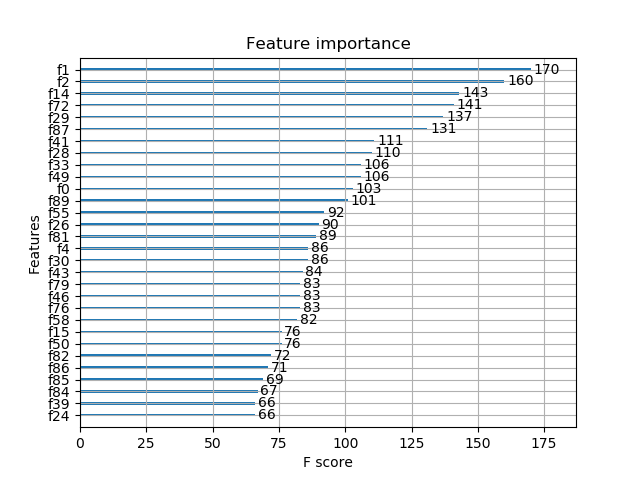 Feature importance
f1 170
f2 160
f14 143
f72 141
f29 137
f87 131
f41 111
f28 110
f33 106
f49 106
f0 103
f89 101
f55 92
f26 90
f81 89
f4 86
f30 86
f43 84
f79 83
f46 83
f76 83
f58 82
f15 76
f50 76
f82 72
f86 71
f85 69
f84 67
f39 66
f24 66
Features
0 25 50 75 100 125 150 175
F score